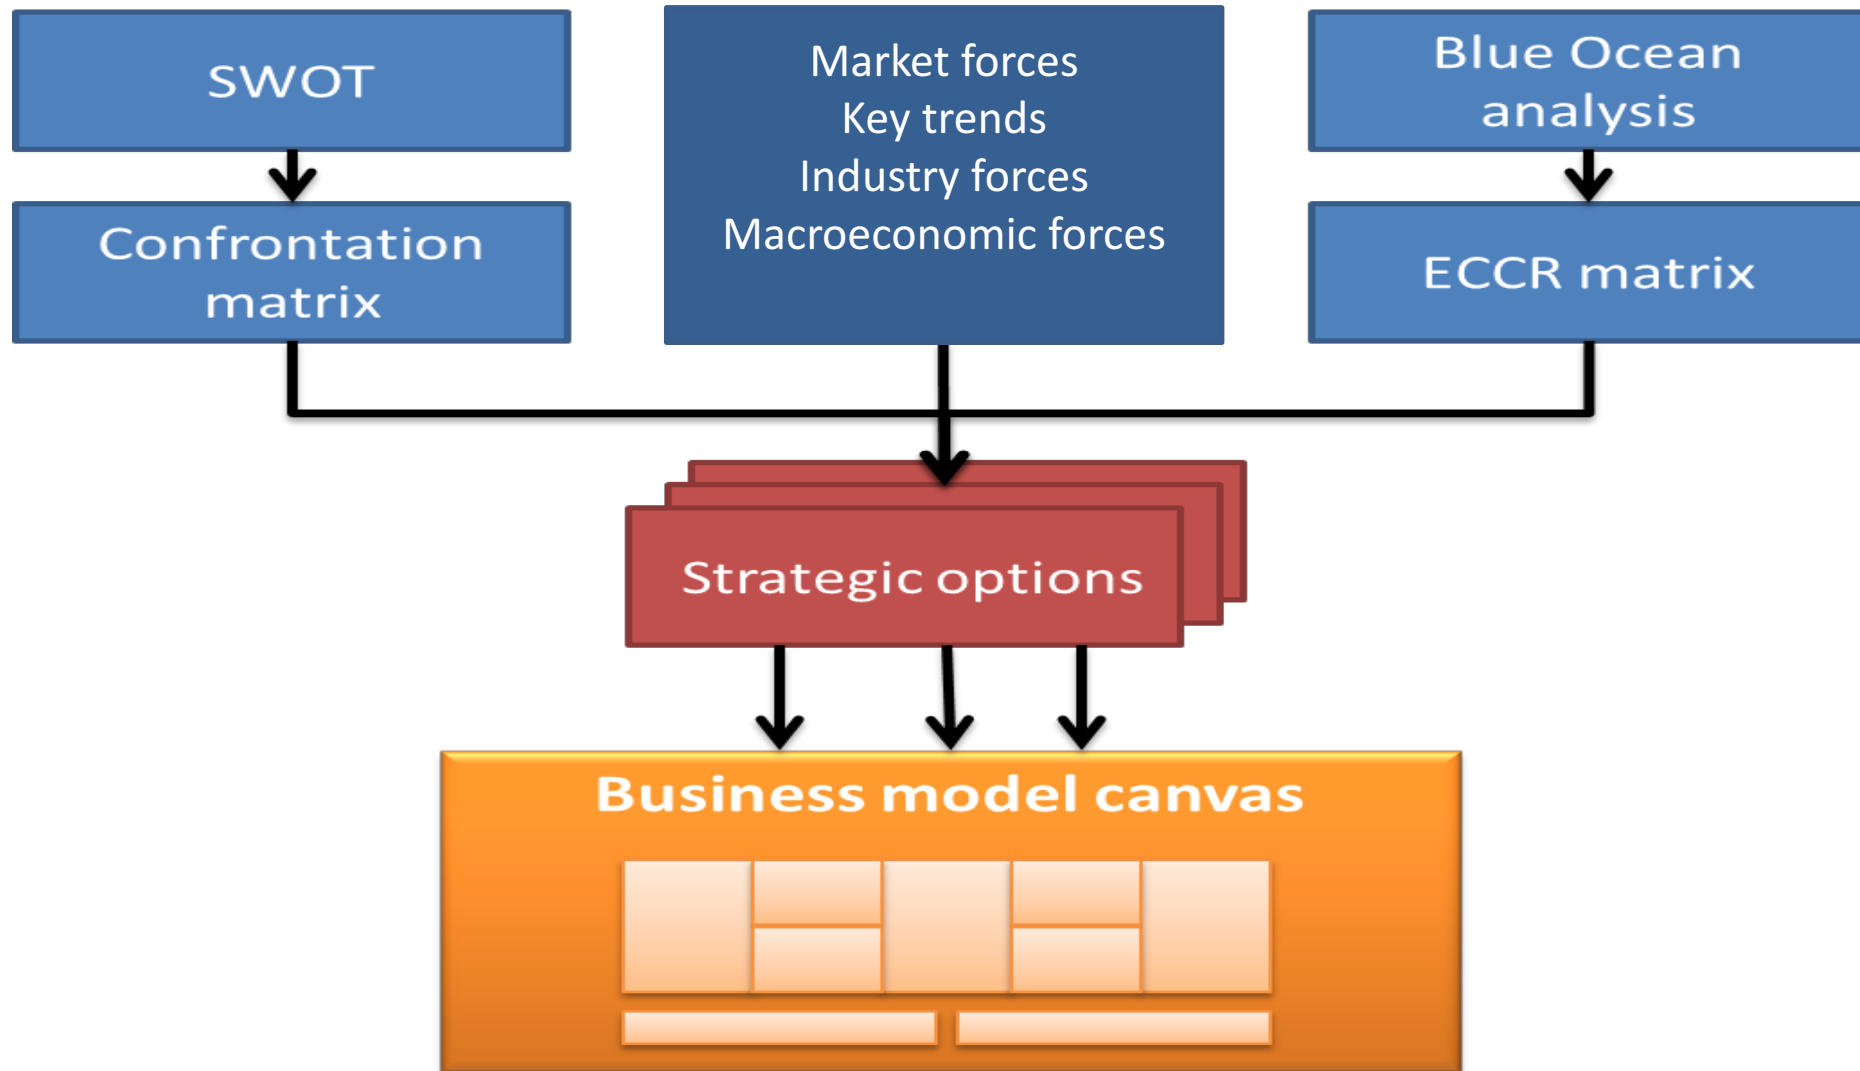 SWOT
Confrontation
matrix
Market forces
Key trends
Industry forces
Macroeconomic forces
Blue Ocean
analysis
ECCR matrix
Strategic options
Business model canvas